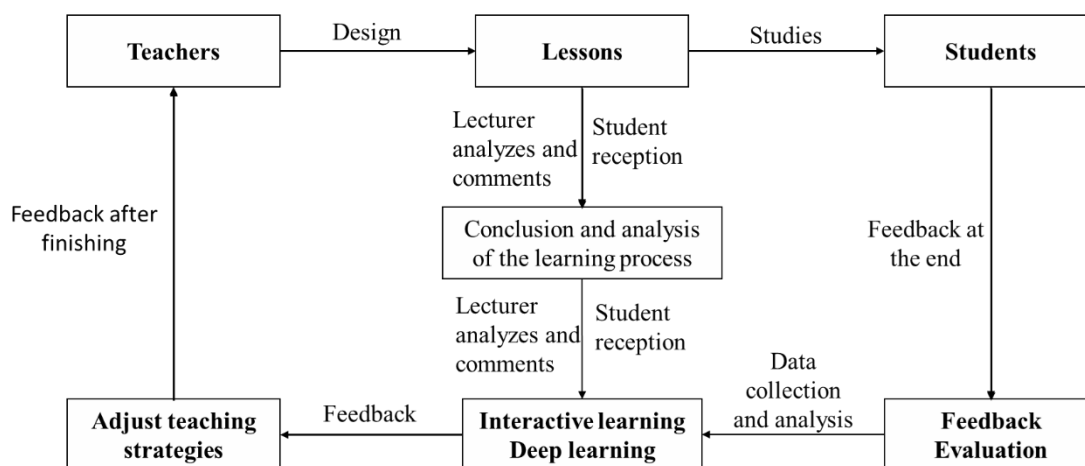 Teachers
Design
Lessons
Studies
Students
Lecturer
analyzes and
comments
Student
reception
Feedback after
finishing
Conclusion and analysis
of the learning process
Feedback at
the end
Lecturer
analyzes and
comments
Student
reception
Data
collection
and analysis
Adjust teaching
strategies
Feedback
Interactive learning
Deep learning
Feedback
Evaluation